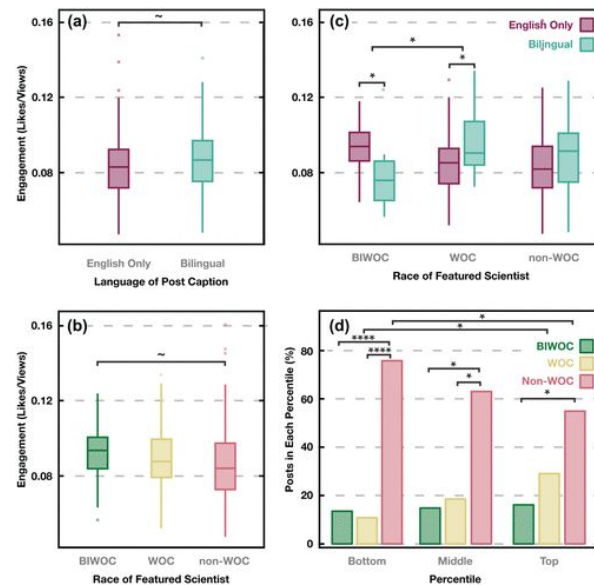 (a)
~
0.16
0.12
0.08
Engagement (Likes/Views)
English Only
Bilingual
Language of Post Caption
(c)
English Only
Bilingual
*
*
*
0.16
0.12
0.08
Engagement (Likes/Views)
BIWOC
WOC
non-WOC
Race of Featured Scientist
(b)
~
0.16
0.12
0.08
Engagement (Likes/Views)
BIWOC
WOC
non-WOC
Race of Featured Scientist
(d)
*
*
****
****
*
*
*
BIWOC
WOC
Non-WOC
80
60
40
20
0
Posts in Each Percentile (%)
Bottom
Middle
Top
Percentile